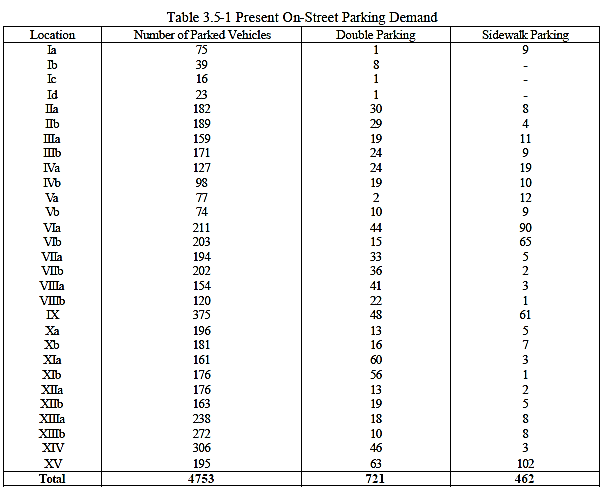 Table 3.5-1 Present On-Street Parking Demand
Location Number of Parked Vehicles Double Parking Sidewalk Parking
Ia 75 1 9
Ib 39 8 -
Ic 16 1 -
Id 23 1 -
IIa 182 30 8
IIb 189 29 4
IIIa 159 19 11
IIIb 171 24 9
IVa 127 24 19
IVb 98 19 10
Va 77 2 12
Vb 74 10 9
VIa 211 44 90
VIb 203 15 65
VIIa 194 33 5
VIIb 202 36 2
VIIIa 154 41 3
VIIIb 120 22 1
IX 375 48 61
Xa 196 13 5
Xb 181 16 7
XIa 161 60 3
XIb 176 56 1
XIIa 176 13 2
XIIb 163 19 5
XIIIa 238 18 8
XIIIb 272 10 8
XIV 306 46 3
XV 195 63 102
Total 4753 721 462